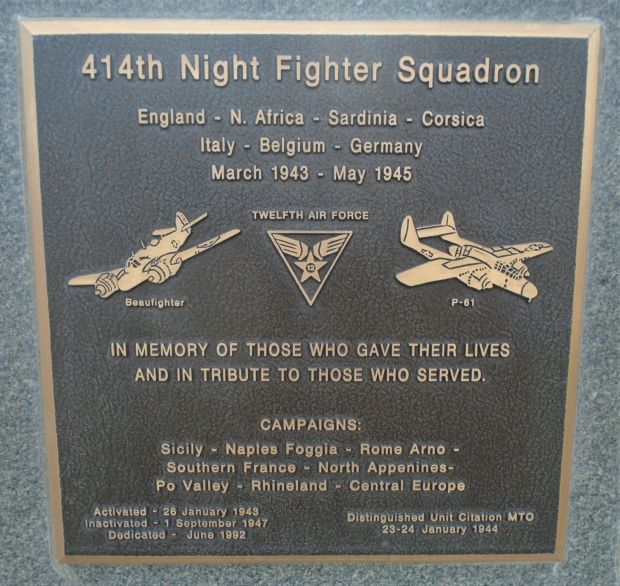 414th Night Fighter Squadron
England - N. Africa - Sardinia - Corsica
Italy - Belgium - Germany
March 1943 - May 1945
TWELFTH AIR FORCE
12
Beaufighter
P-61
IN MEMORY OF THOSE WHO GAVE THEIR LIVES
AND IN TRIBUTE TO THOSE WHO SERVED.
CAMPAIGNS:
Sicily - Naples Foggia - Rome Arno -
Southern France - North Appenines-
Po Valley - Rhineland - Central Europe
Activated - 26 January 1943
Inactivated - 1 September 1947
Dedicated - June 1992
Distinguished Unit Citation MTO
23-24 January 1944